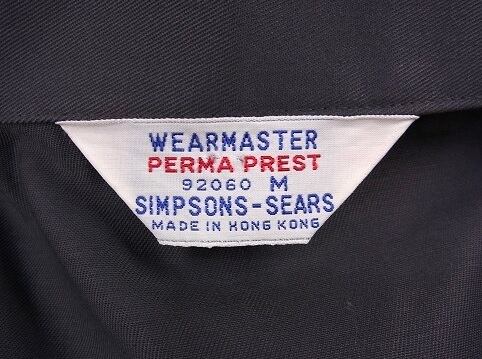 WEARMASTER
PERMA PREST
92060 M
SIMPSONS-SEARS
MADE IN HONG KONG